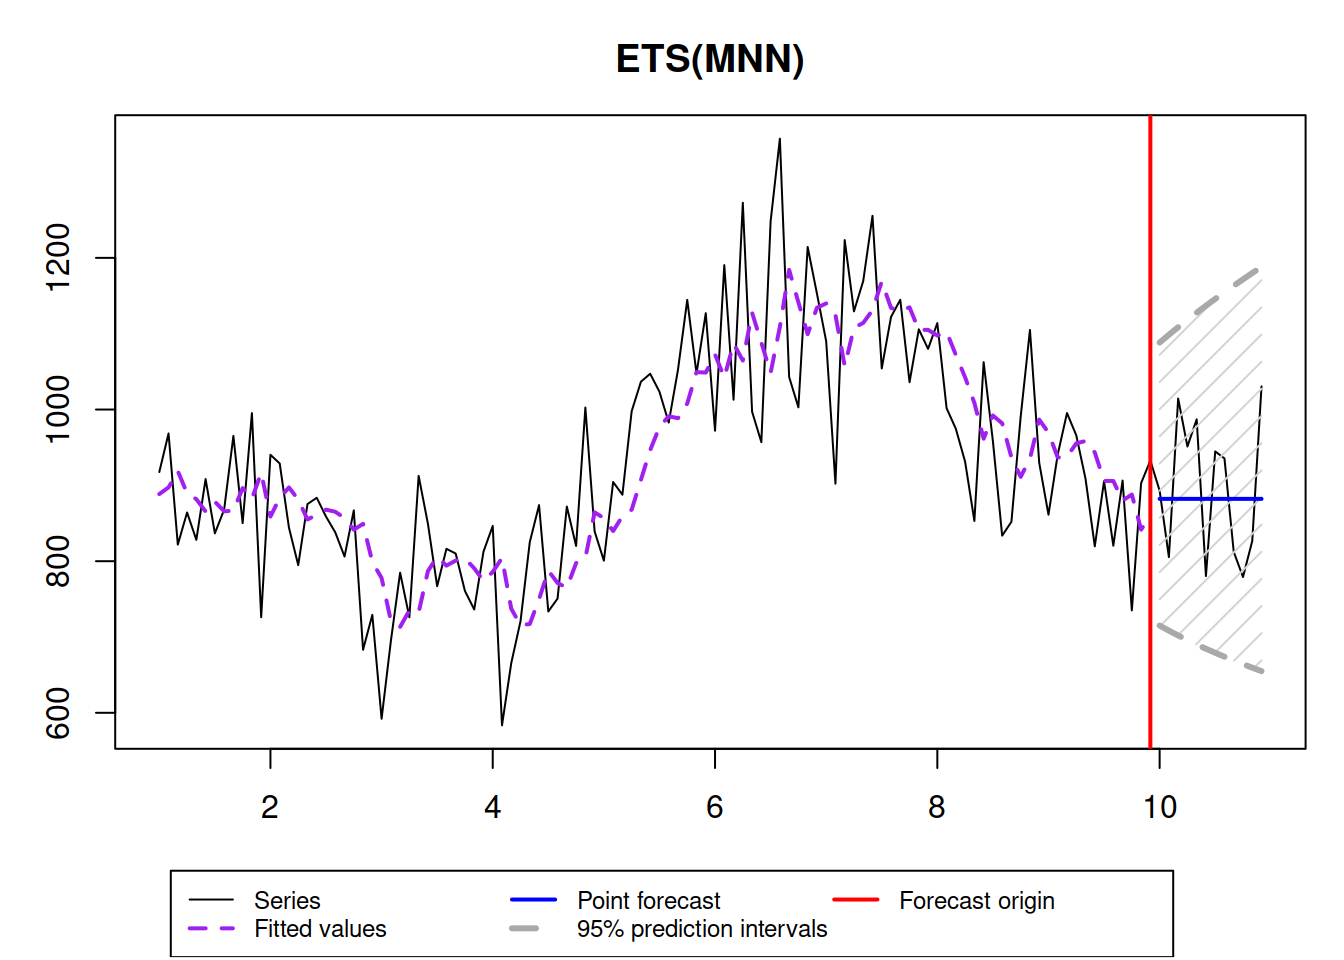 ETS(MNN)
1200
1000
800
600
2 4 6 8 10
Series Point forecast Forecast origin
Fitted values 95% prediction intervals